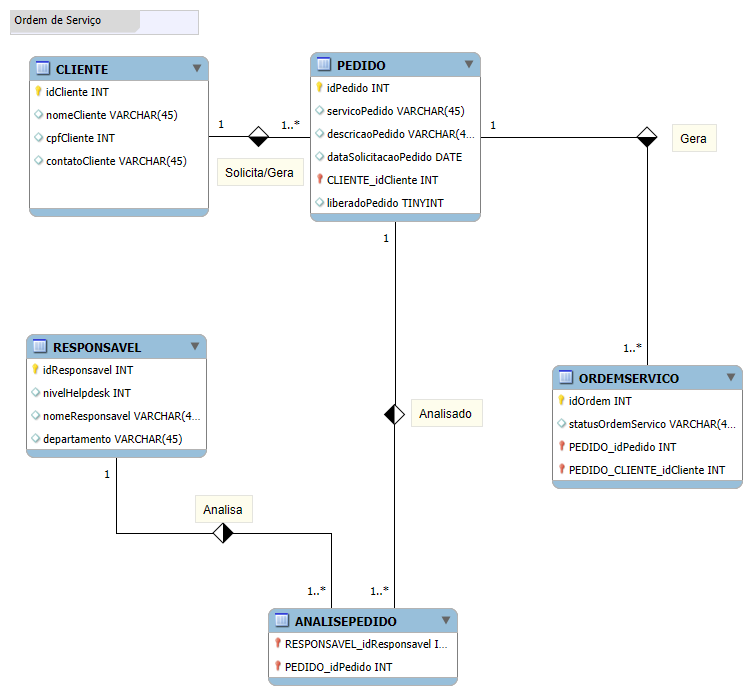 Ordem de Serviço
CLIENTE
idCliente INT
nomeCliente VARCHAR(45)
cpfCliente INT
contatoCliente VARCHAR(45)
1
1..*
Solicita/Gera
PEDIDO
idPedido INT
servicoPedido VARCHAR(45)
descricaoPedido VARCHAR(4...
dataSolicitacaoPedido DATE
CLIENTE_idCliente INT
liberadoPedido TINYINT
1
Gera
1
1..*
RESPONSAVEL
idResponsavel INT
nivelHelpdesk INT
nomeResponsavel VARCHAR(4...
departamento VARCHAR(45)
ORDEMSERVICO
idOrdem INT
statusOrdemServico VARCHAR(4...
PEDIDO_idPedido INT
PEDIDO_CLIENTE_idCliente INT
Analisado
1
Analisa
1..*
1..*
ANALISEPEDIDO
RESPONSAVEL_idResponsavel I...
PEDIDO_idPedido INT